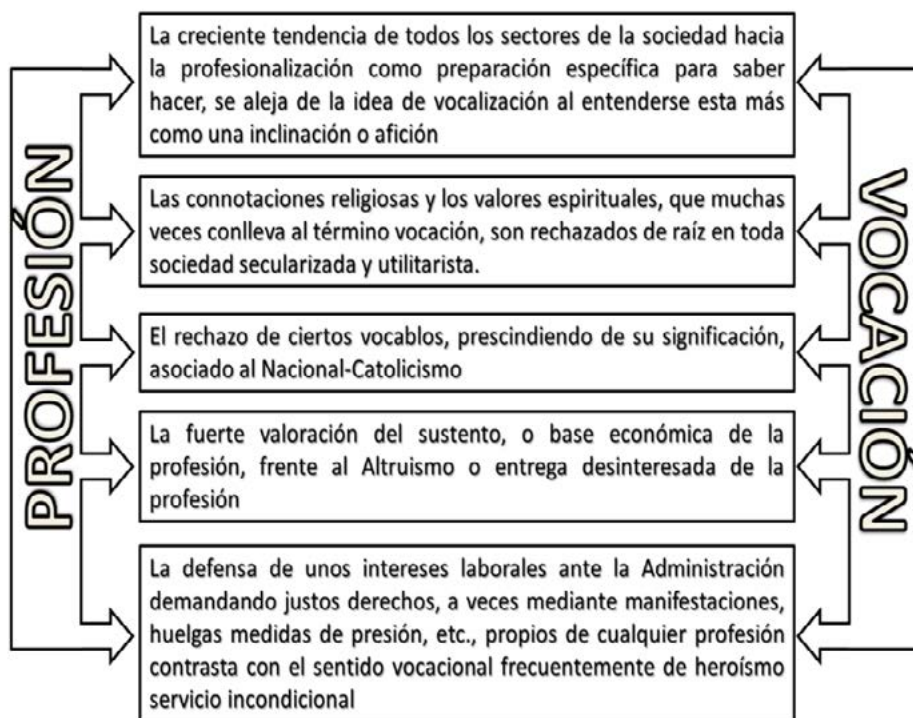 PROFESIÓN
La creciente tendencia de todos los sectores de la sociedad hacia
la profesionalización como preparación específica para saber
hacer, se aleja de la idea de vocalización al entenderse esta más
como una inclinación o afición
Las connotaciones religiosas y los valores espirituales, que muchas
veces conlleva al término vocación, son rechazados de raíz en toda
sociedad secularizada y utilitarista.
El rechazo de ciertos vocablos, prescindiendo de su significación,
asociado al Nacional-Catolicismo
La fuerte valoración del sustento, o base económica de la
profesión, frente al Altruismo o entrega desinteresada de la
profesión
La defensa de unos intereses laborales ante la Administración
demandando justos derechos, a veces mediante manifestaciones,
huelgas medidas de presión, etc., propios de cualquier profesión
contrasta con el sentido vocacional frecuentemente de heroísmo
servicio incondicional
VOCACIÓN